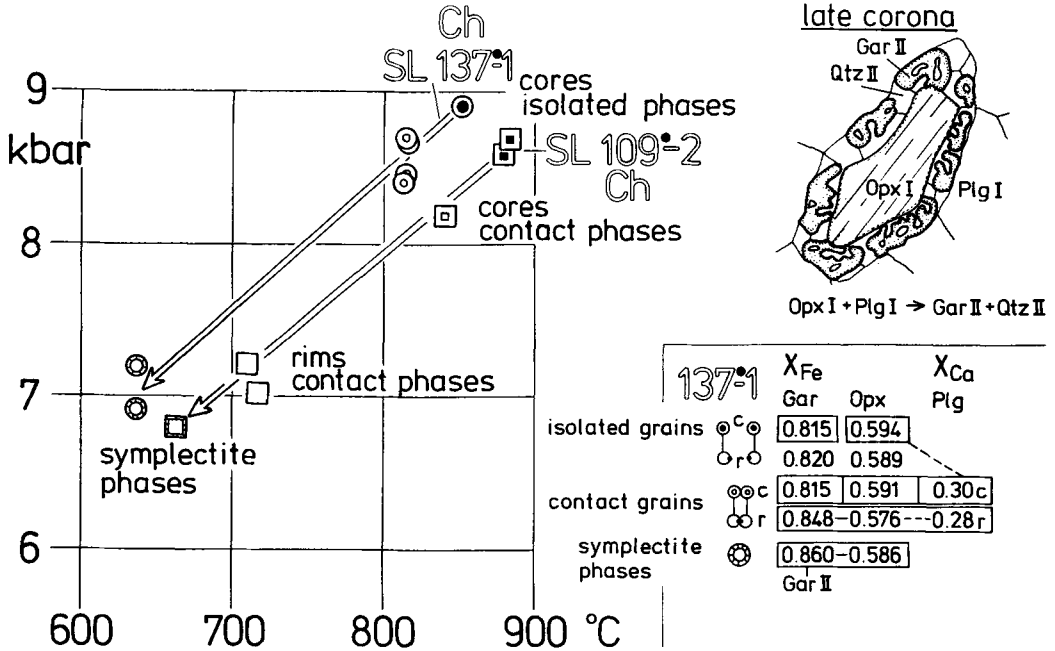 Ch
SL 137•-1
cores
isolated phases
SL 109•-2
Ch
cores
contact phases
rims
contact phases
symplectite
phases
9
kbar
8
7
6
600
700
800
900 °C
late corona
Gar II
Qtz II
Opx I
Plg I
Opx I + Plg I → Gar II + Qtz II
137•-1
XFe
XCa
Gar
Opx
Plg
isolated grains
c
0.815
0.594
r
0.820
0.589
contact grains
c
0.815
0.591
0.30c
r
0.848–0.576---0.28r
symplectite
phases
0.860–0.586
Gar II